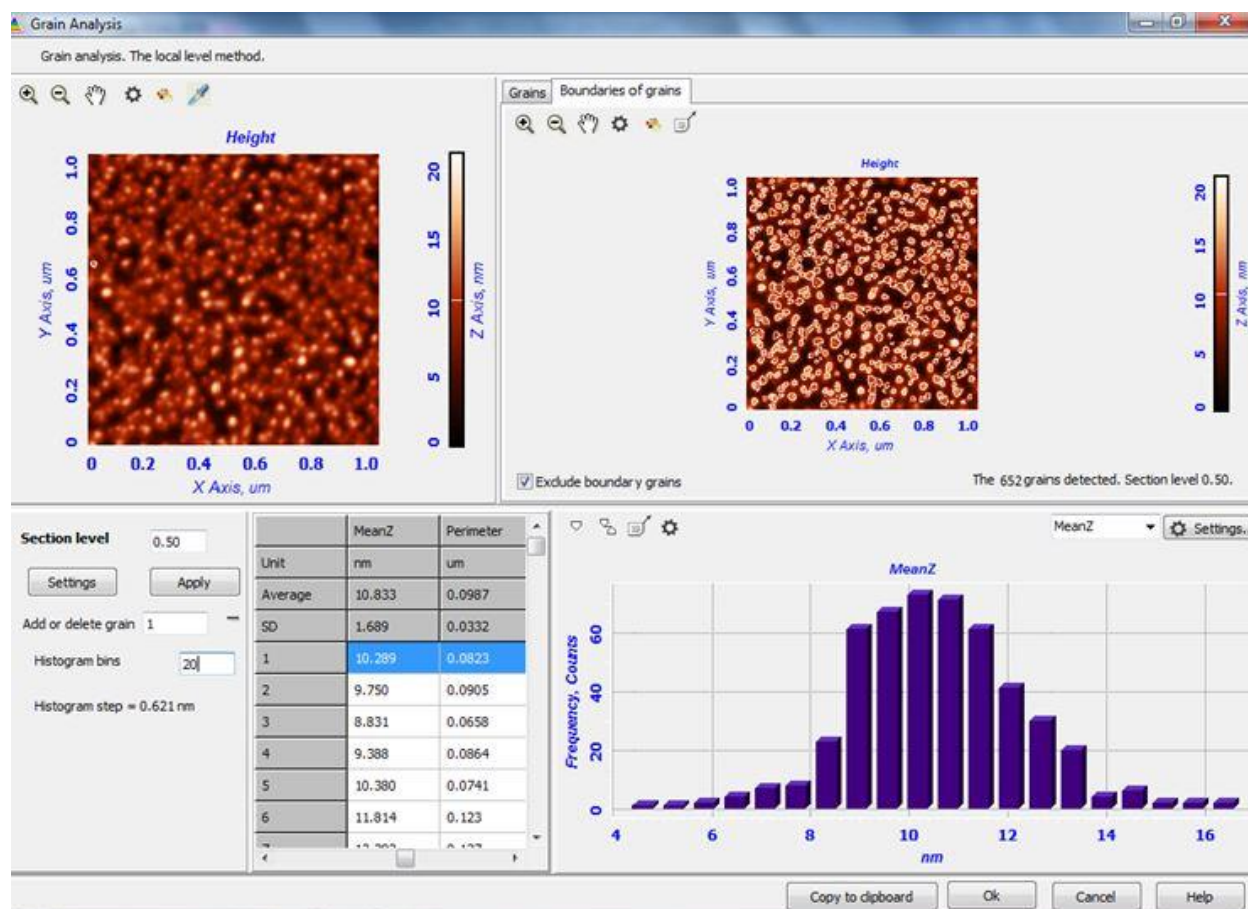 Grain Analysis
Grain analysis. The local level method.
Height
1.0
0.8
0.6
0.4
0.2
0
Y Axis, um
0 0.2 0.4 0.6 0.8 1.0
X Axis, um
20
15
10
5
0
Z Axis, nm
Grains Boundaries of grains
Height
1.0
0.8
0.6
0.4
0.2
0
Y Axis, um
0 0.2 0.4 0.6 0.8 1.0
X Axis, um
20
15
10
5
0
Z Axis, nm
Exclude boundary grains
The 652 grains detected. Section level 0.50.
Section level 0.50
Settings Apply
Add or delete grain 1
Histogram bins 20
Histogram step = 0.621 nm
MeanZ Perimeter
Unit nm um
Average 10.833 0.0987
SD 1.689 0.0332
1 10.289 0.0823
2 9.750 0.0905
3 8.831 0.0658
4 9.388 0.0864
5 10.380 0.0741
6 11.814 0.123
MeanZ Settings.
MeanZ
60
40
20
0
Frequency, Counts
4 6 8 10 12 14 16
nm
Copy to clipboard Ok Cancel Help